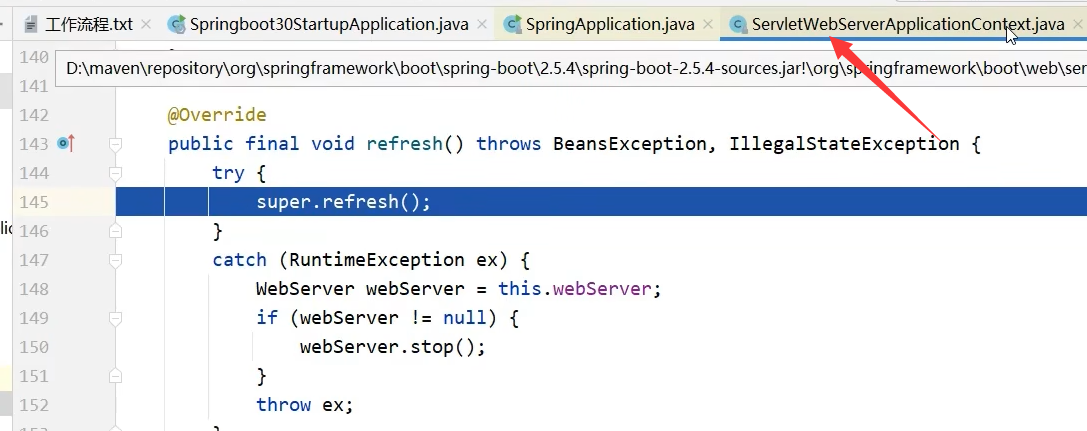 工作流程.txt Springboot30StartupApplication.java SpringApplication.java ServletWebServerApplicationContext.java
140
D:\maven\repository\org\springframework\boot\spring-boot\2.5.4\spring-boot-2.5.4-sources.jar!\org\springframework\boot\web\ser
141
142 @Override
143 public final void refresh() throws BeansException, IllegalStateException {
144 try {
145 super.refresh();
146 }
147 catch (RuntimeException ex) {
148 WebServer webServer = this.webServer;
149 if (webServer != null) {
150 webServer.stop();
151 }
152 throw ex;